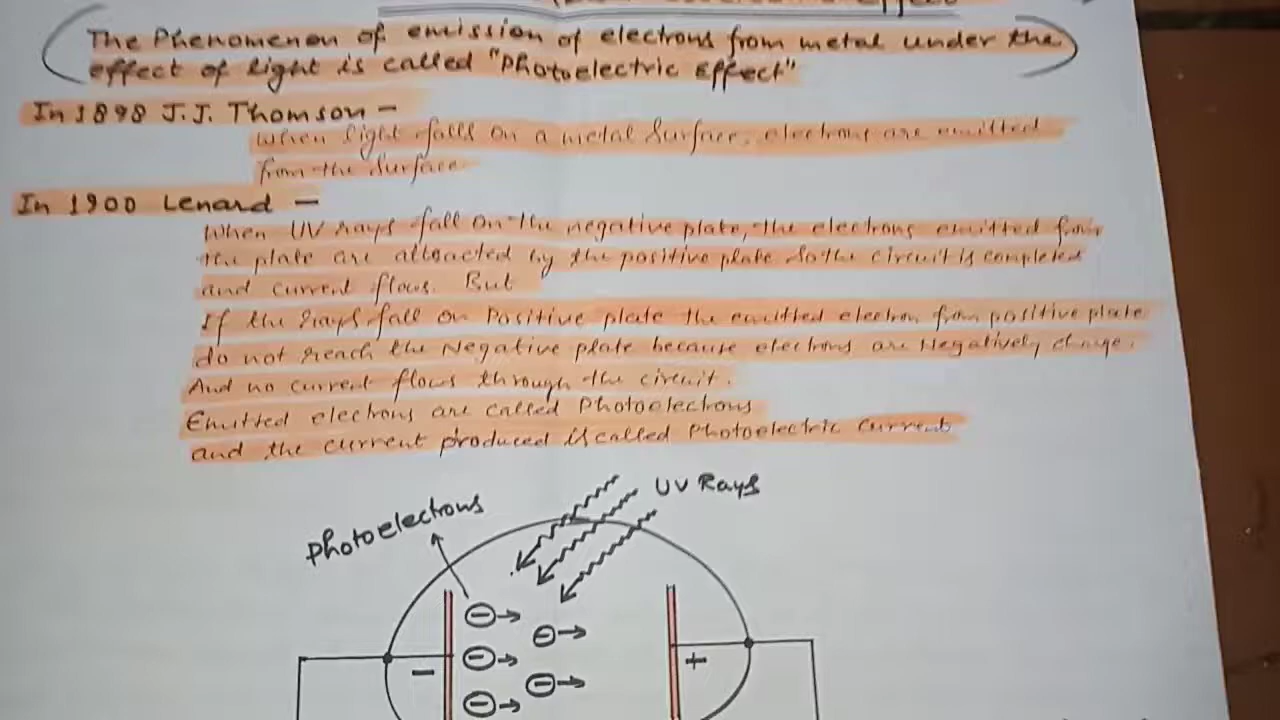 The Phenomenon of emission of electrons from metal under the
effect of light is called "Photoelectric Effect"
In 1898 J.J. Thomson –
When light falls on a metal Surface, electrons are emitted
from the Surface
In 1900 Lenard –
When UV rays fall on the negative plate, the electrons emitted from
the plate are attracted by the positive plate so the circuit is completed
and current flows. But
If the rays fall on Positive plate the emitted electron from positive plate
do not reach the Negative plate because electrons are Negatively charge.
And no current flows through the circuit.
Emitted electrons are called Photoelectrons
and the current produced is called Photoelectric current
UV Rays
Photoelectrons
– +